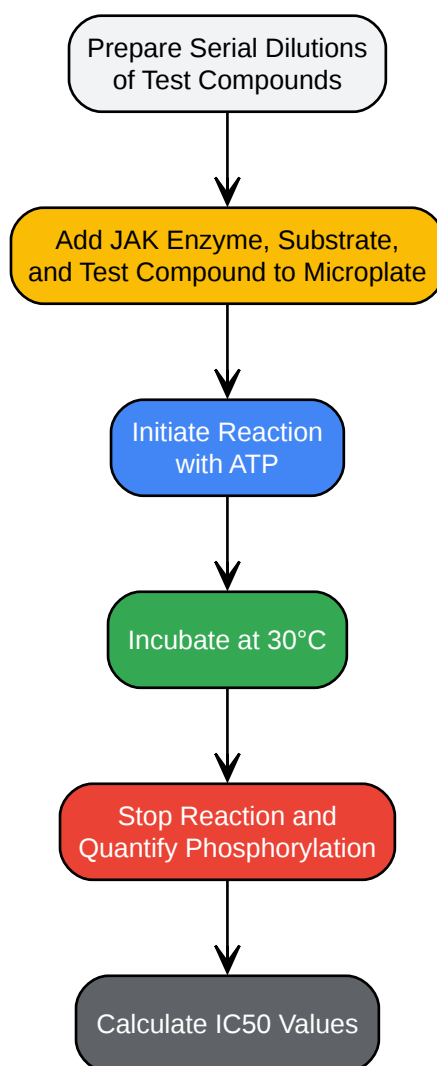 Prepare Serial Dilutions
of Test Compounds
Add JAK Enzyme, Substrate,
and Test Compound to Microplate
Initiate Reaction
with ATP
Incubate at 30°C
Stop Reaction and
Quantify Phosphorylation
Calculate IC50 Values